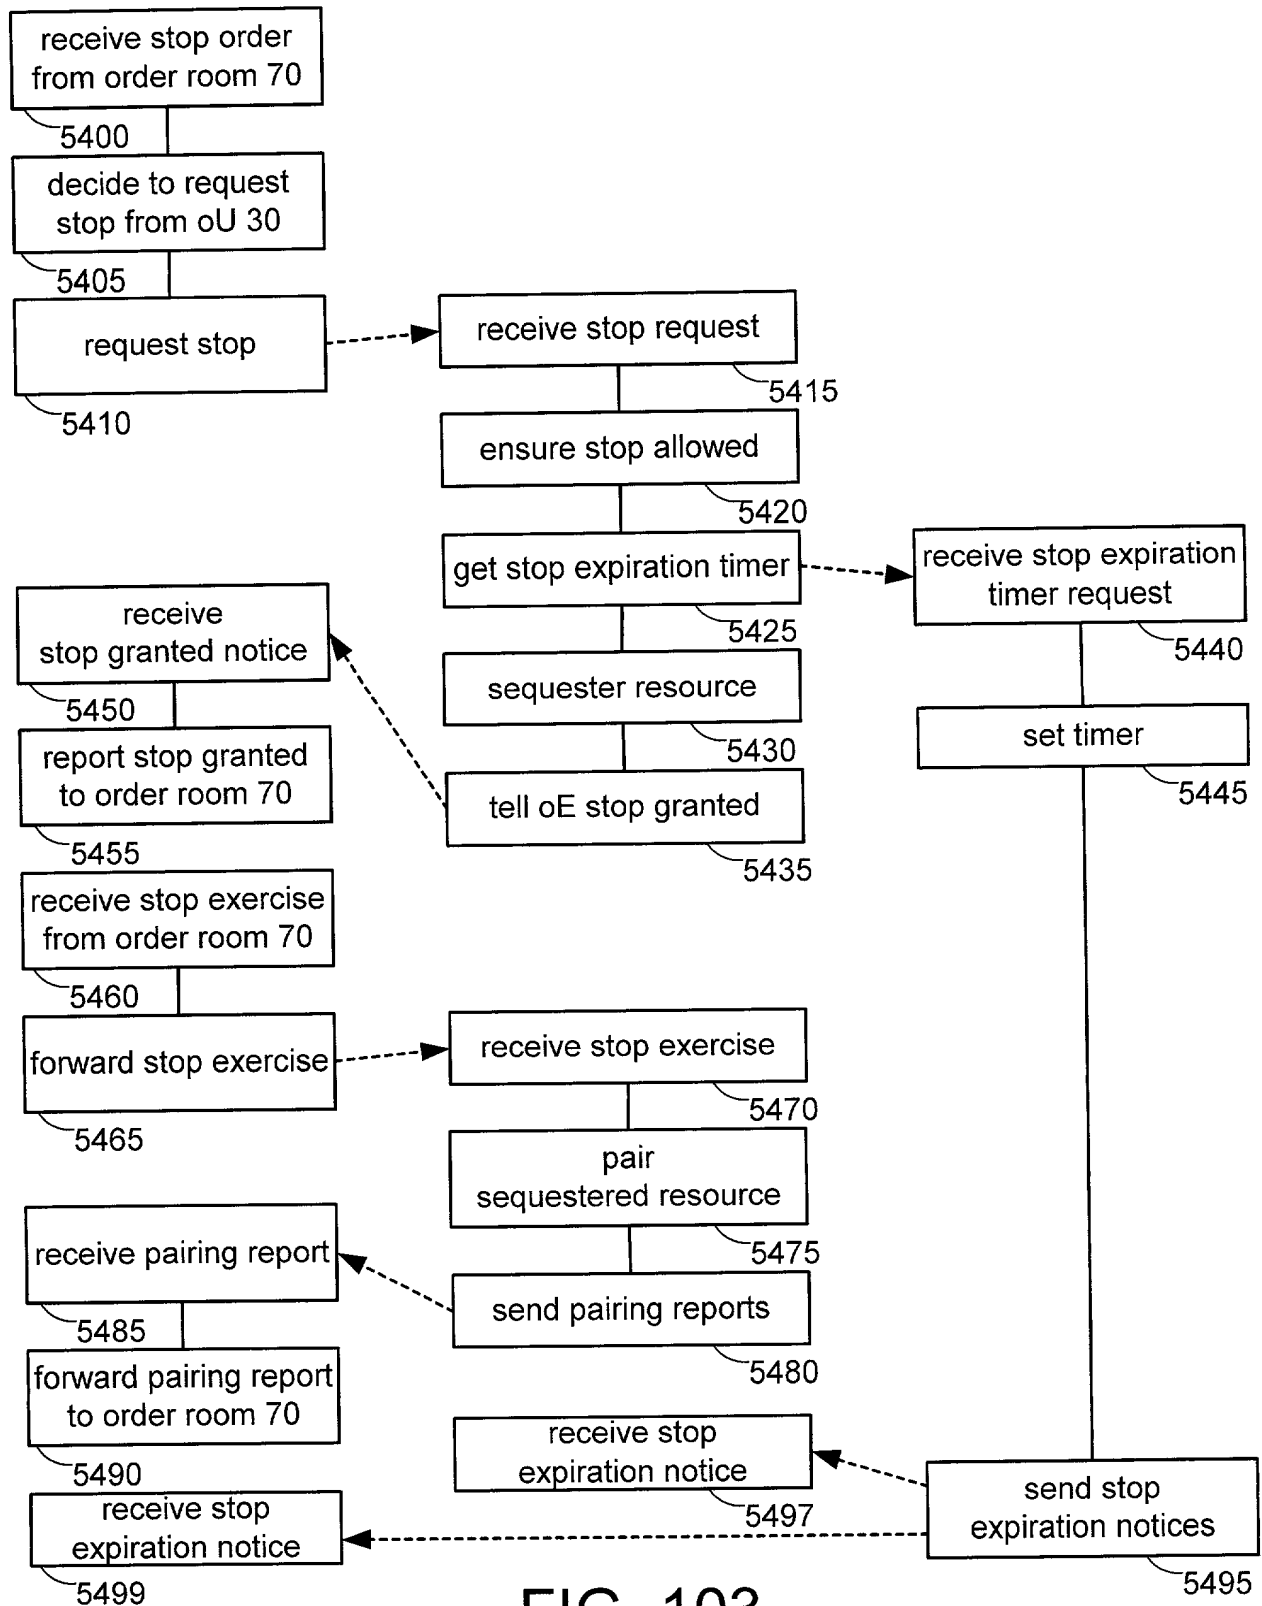 receive stop order
from order room 70
5400
decide to request
stop from oU 30
5405
request stop
5410
receive stop request
5415
ensure stop allowed
5420
get stop expiration timer
5425
receive stop expiration
timer request
5440
receive
stop granted notice
5450
sequester resource
5430
set timer
5445
report stop granted
to order room 70
5455
tell oE stop granted
5435
receive stop exercise
from order room 70
5460
forward stop exercise
5465
receive stop exercise
5470
pair
sequestered resource
5475
receive pairing report
5485
send pairing reports
5480
forward pairing report
to order room 70
5490
receive stop
expiration notice
5497
send stop
expiration notices
5495
receive stop
expiration notice
5499
FIG. 103